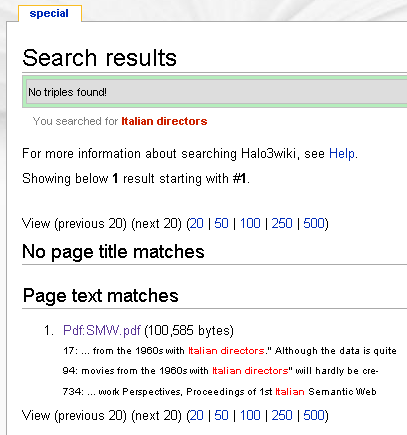 special
Search results
No triples found!
You searched for Italian directors
For more information about searching Halo3wiki, see Help.
Showing below 1 result starting with #1.
View (previous 20) (next 20) (20 | 50 | 100 | 250 | 500)
No page title matches
Page text matches
1. Pdf:SMW.pdf (100,585 bytes)
17: ... from the 1960s with Italian directors." Although the data is quite
94: movies from the 1960s with Italian directors" will hardly be cre-
734: ... work Perspectives, Proceedings of 1st Italian Semantic Web
View (previous 20) (next 20) (20 | 50 | 100 | 250 | 500)